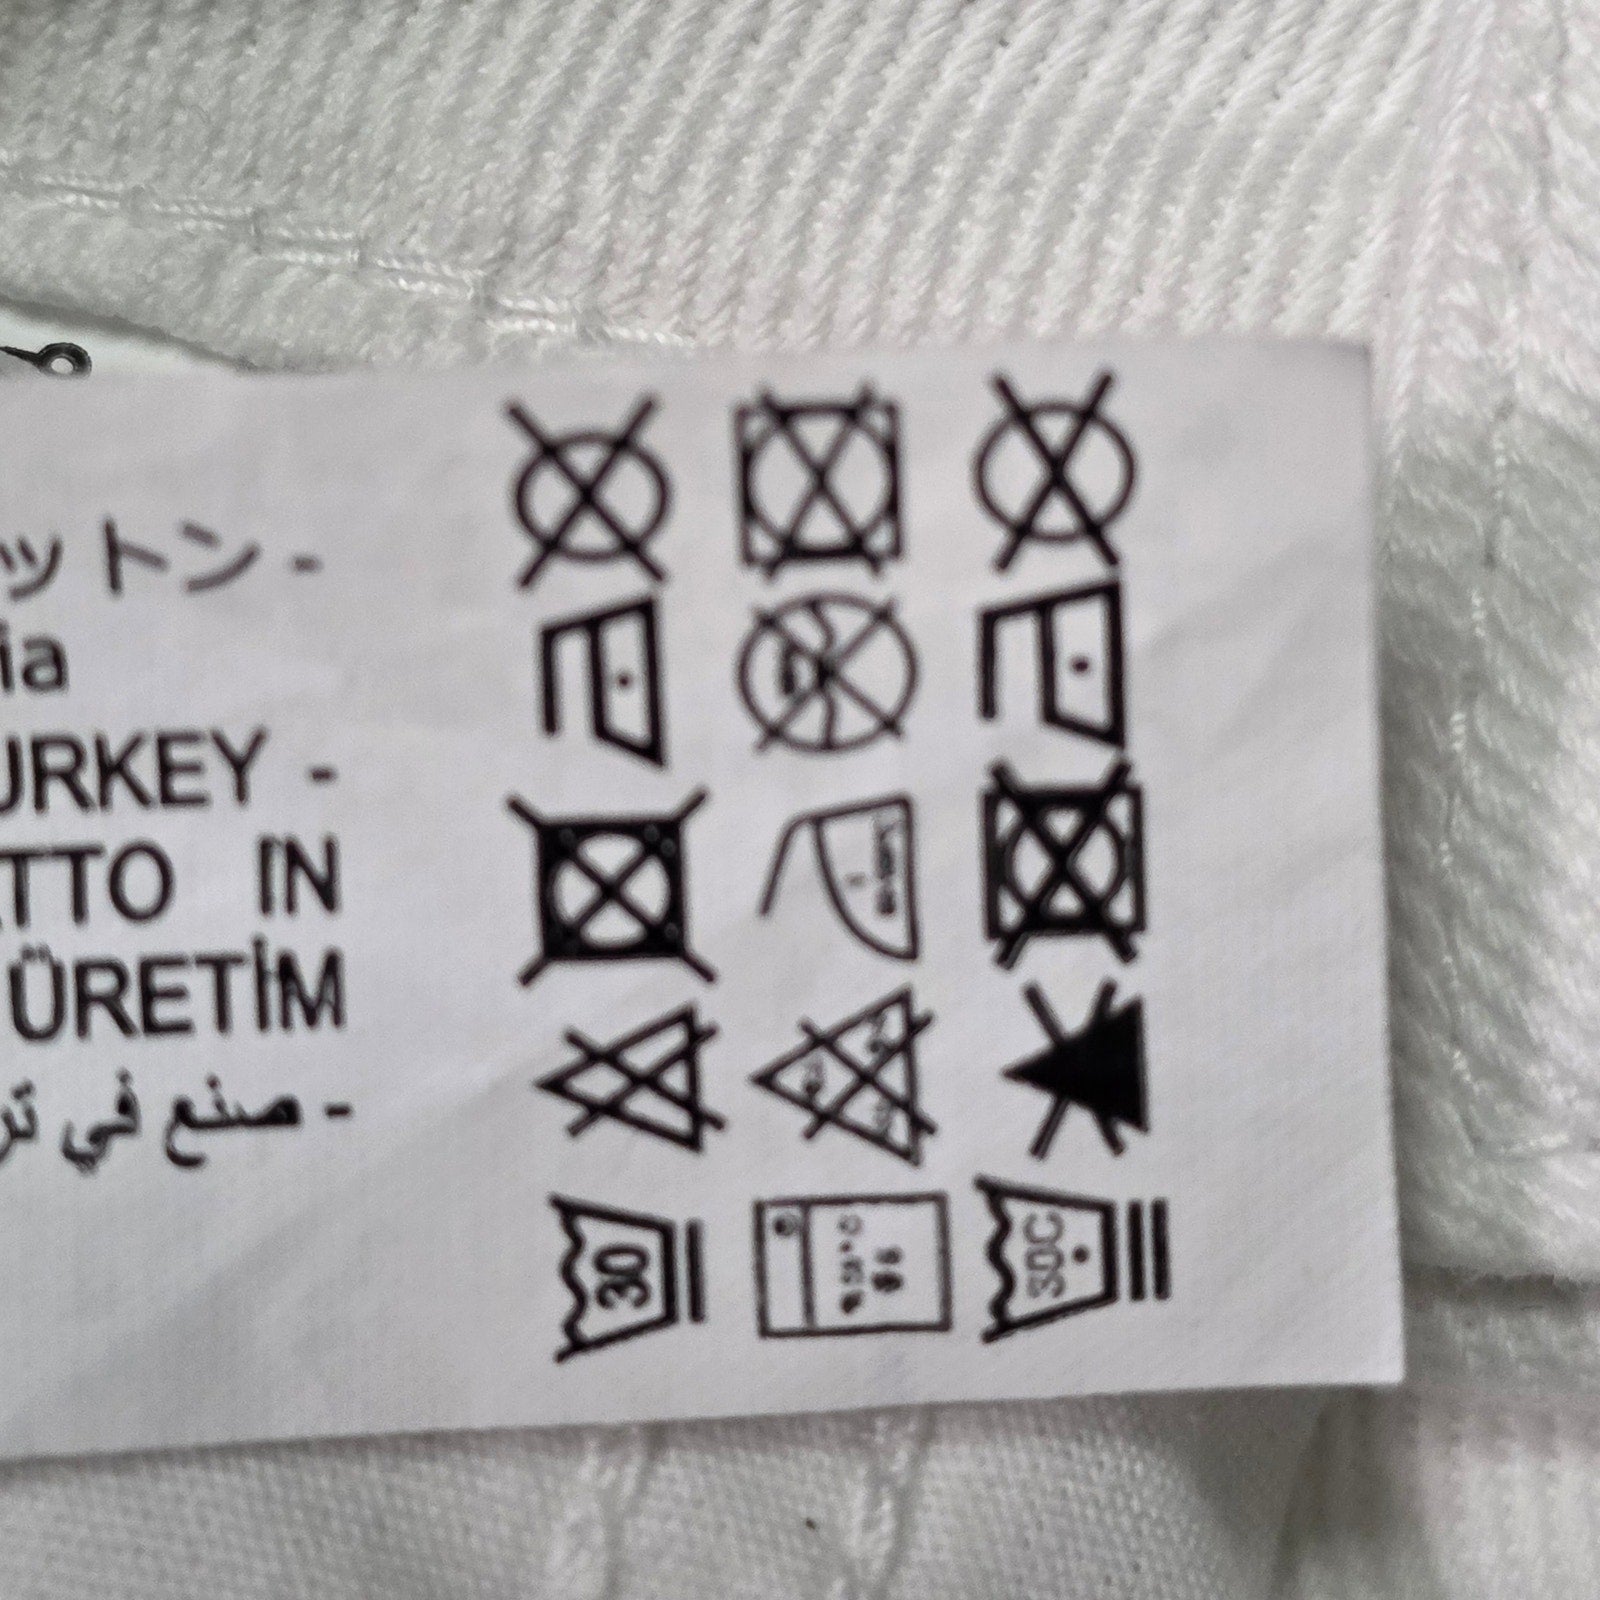 ットン -
ia
URKEY -
TTO IN
ÜRETİM
صنع في تر -
30
30C